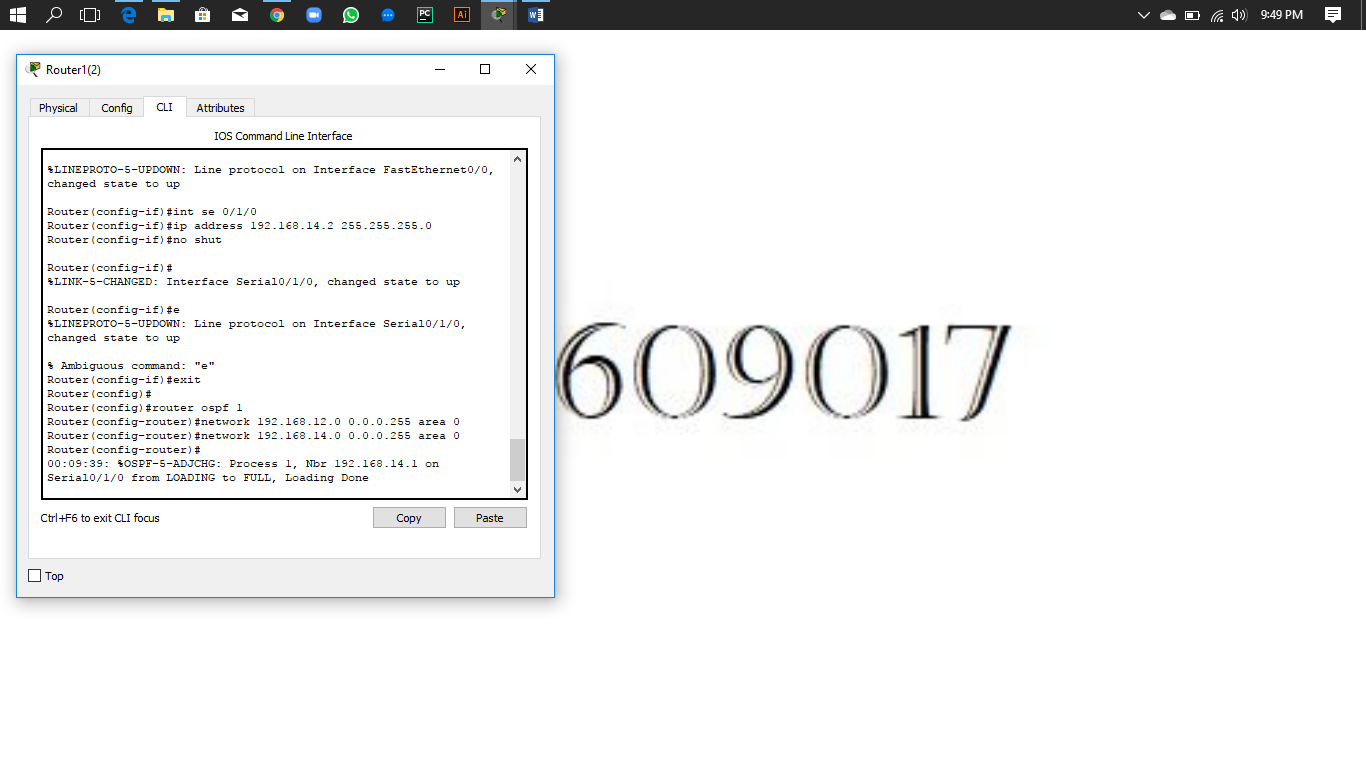 9:49 PM
Router1(2)
Physical Config CLI Attributes
IOS Command Line Interface
%LINEPROTO-5-UPDOWN: Line protocol on Interface FastEthernet0/0,
changed state to up
Router(config-if)#int se 0/1/0
Router(config-if)#ip address 192.168.14.2 255.255.255.0
Router(config-if)#no shut
Router(config-if)#
%LINK-5-CHANGED: Interface Serial0/1/0, changed state to up
Router(config-if)#e
%LINEPROTO-5-UPDOWN: Line protocol on Interface Serial0/1/0,
changed state to up
% Ambiguous command: "e"
Router(config-if)#exit
Router(config)#
Router(config)#router ospf 1
Router(config-router)#network 192.168.12.0 0.0.0.255 area 0
Router(config-router)#network 192.168.14.0 0.0.0.255 area 0
Router(config-router)#
00:09:39: %OSPF-5-ADJCHG: Process 1, Nbr 192.168.14.1 on
Serial0/1/0 from LOADING to FULL, Loading Done
Ctrl+F6 to exit CLI focus
Copy Paste
Top
609017
PC
Ai